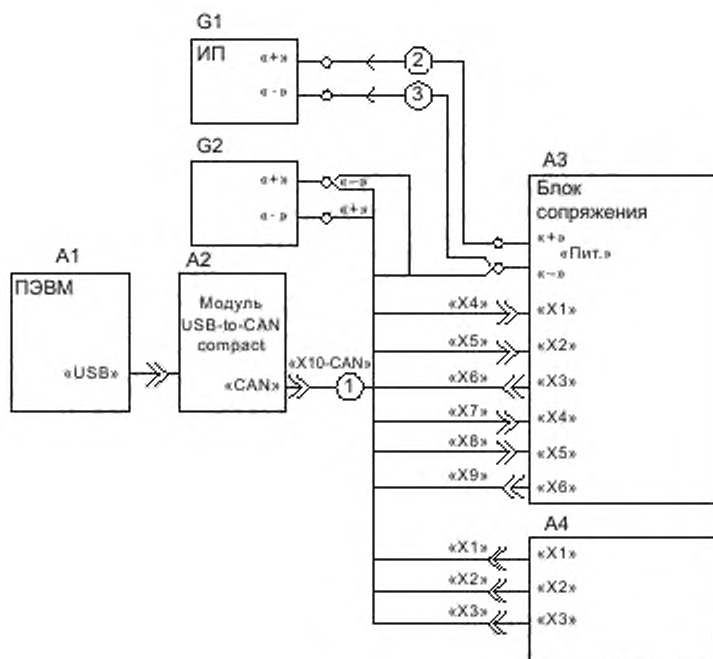 G1
ИП
«+»
2
«-»
3
G2
«+»
«–»
«-»
«+»
A3
Блок
сопряжения
«+»
«Пит.»
«–»
A1
ПЭВМ
«USB»
A2
Модуль
USB-to-CAN
compact
«CAN»
«X10-CAN»
1
«X4»
«X1»
«X5»
«X2»
«X6»
«X3»
«X7»
«X4»
«X8»
«X5»
«X9»
«X6»
A4
«X1»
«X1»
«X2»
«X2»
«X3»
«X3»